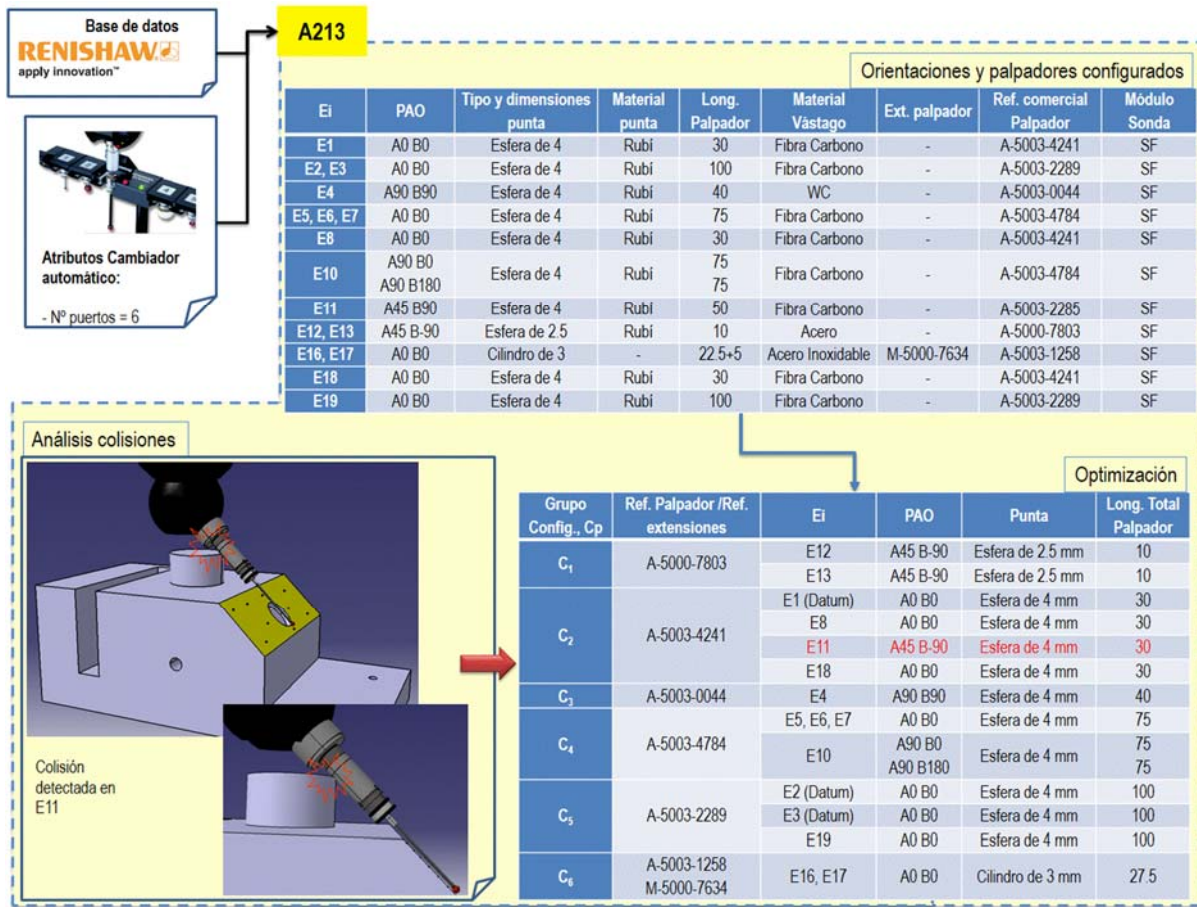 Base de datos
RENISHAW
apply innovation™
A213
Atributos Cambiador
automático:
- Nº puertos = 6
Orientaciones y palpadores configurados
Ei PAO Tipo y dimensiones punta Material punta Long. Palpador Material Vástago Ext. palpador Ref. comercial Palpador Módulo Sonda
E1 A0 B0 Esfera de 4 Rubí 30 Fibra Carbono - A-5003-4241 SF
E2, E3 A0 B0 Esfera de 4 Rubí 100 Fibra Carbono - A-5003-2289 SF
E4 A90 B90 Esfera de 4 Rubí 40 WC - A-5003-0044 SF
E5, E6, E7 A0 B0 Esfera de 4 Rubí 75 Fibra Carbono - A-5003-4784 SF
E8 A0 B0 Esfera de 4 Rubí 30 Fibra Carbono - A-5003-4241 SF
E10 A90 B0 A90 B180 Esfera de 4 Rubí 75 75 Fibra Carbono - A-5003-4784 SF
E11 A45 B90 Esfera de 4 Rubí 50 Fibra Carbono - A-5003-2285 SF
E12, E13 A45 B-90 Esfera de 2.5 Rubí 10 Acero - A-5000-7803 SF
E16, E17 A0 B0 Cilindro de 3 - 22.5+5 Acero Inoxidable M-5000-7634 A-5003-1258 SF
E18 A0 B0 Esfera de 4 Rubí 30 Fibra Carbono - A-5003-4241 SF
E19 A0 B0 Esfera de 4 Rubí 100 Fibra Carbono - A-5003-2289 SF
Análisis colisiones
Colisión
detectada en
E11
Optimización
Grupo Config., Cp Ref. Palpador /Ref. extensiones Ei PAO Punta Long. Total Palpador
C₁ A-5000-7803 E12 A45 B-90 Esfera de 2.5 mm 10
E13 A45 B-90 Esfera de 2.5 mm 10
C₂ A-5003-4241 E1 (Datum) A0 B0 Esfera de 4 mm 30
E8 A0 B0 Esfera de 4 mm 30
E11 A45 B-90 Esfera de 4 mm 30
E18 A0 B0 Esfera de 4 mm 30
C₃ A-5003-0044 E4 A90 B90 Esfera de 4 mm 40
C₄ A-5003-4784 E5, E6, E7 A0 B0 Esfera de 4 mm 75
E10 A90 B0 A90 B180 Esfera de 4 mm 75 75
C₅ A-5003-2289 E2 (Datum) A0 B0 Esfera de 4 mm 100
E3 (Datum) A0 B0 Esfera de 4 mm 100
E19 A0 B0 Esfera de 4 mm 100
C₆ A-5003-1258 M-5000-7634 E16, E17 A0 B0 Cilindro de 3 mm 27.5